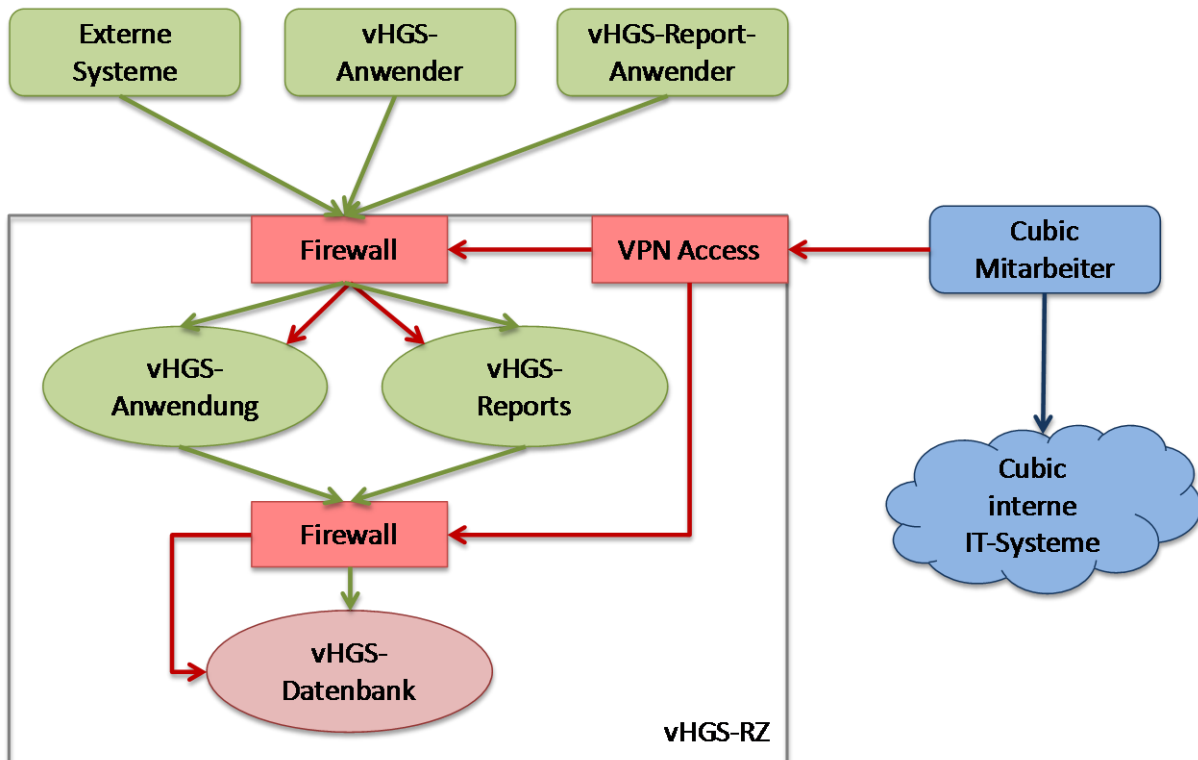 Externe
Systeme
vHGS-
Anwender
vHGS-Report-
Anwender
Firewall
VPN Access
Cubic
Mitarbeiter
vHGS-
Anwendung
vHGS-
Reports
Cubic
interne
IT-Systeme
Firewall
vHGS-
Datenbank
vHGS-RZ